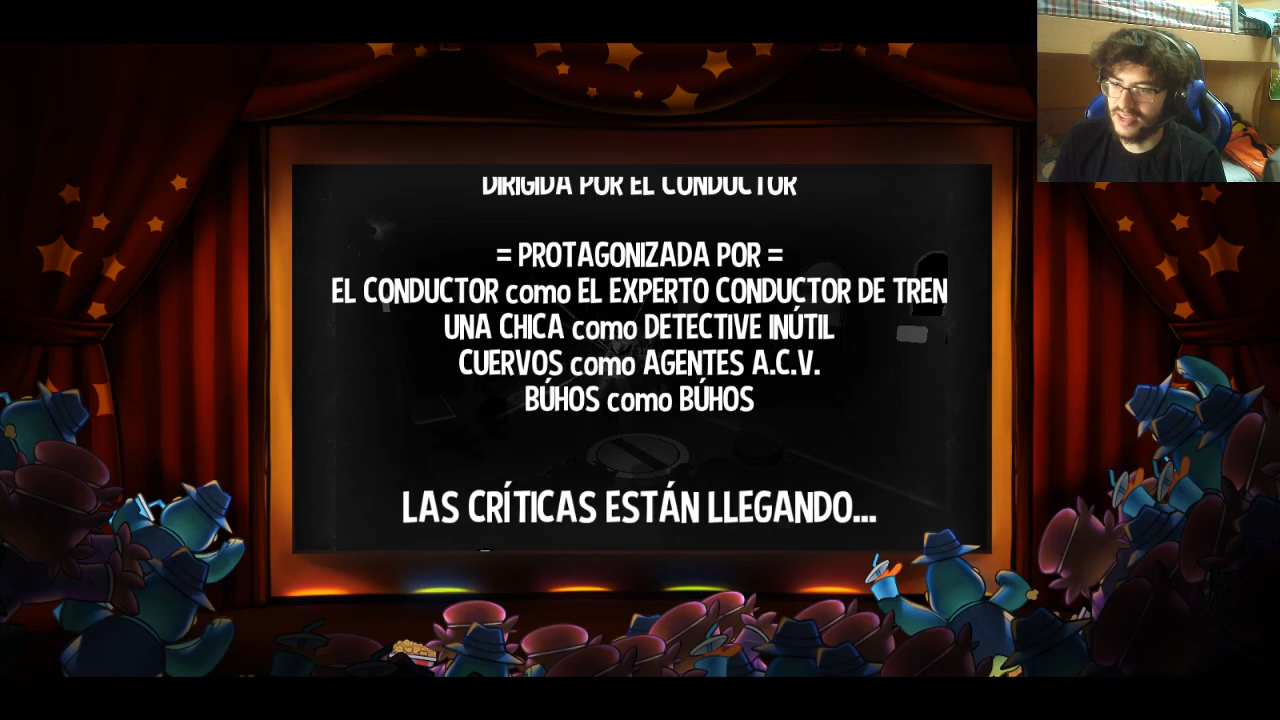 DIRIGIDA POR EL CONDUCTOR
= PROTAGONIZADA POR =
EL CONDUCTOR como EL EXPERTO CONDUCTOR DE TREN
UNA CHICA como DETECTIVE INÚTIL
CUERVOS como AGENTES A.C.V.
BÚHOS como BÚHOS
LAS CRÍTICAS ESTÁN LLEGANDO...